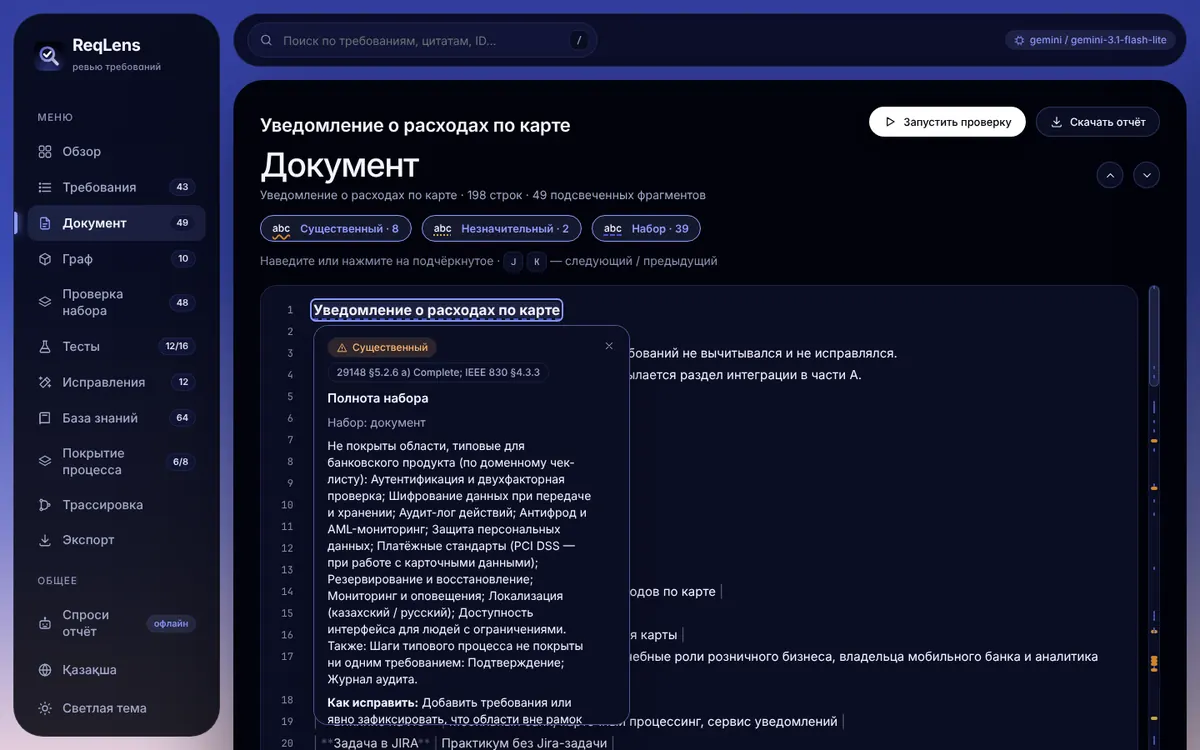 ReqLens
ревью требований
МЕНЮ
Обзор
Требования 43
Документ 49
Граф 10
Проверка набора 48
Тесты 12/16
Исправления 12
База знаний 64
Покрытие процесса 6/8
Трассировка
Экспорт
ОБЩЕЕ
Спроси отчёт офлайн
Қазақша
Светлая тема
Поиск по требованиям, цитатам, ID... /
gemini / gemini-3.1-flash-lite
Уведомление о расходах по карте
Запустить проверку
Скачать отчёт
Документ
Уведомление о расходах по карте · 198 строк · 49 подсвеченных фрагментов
abc Существенный · 8
abc Незначительный · 2
abc Набор · 39
Наведите или нажмите на подчёркнутое · J K — следующий / предыдущий
1 Уведомление о расходах по карте
2
3 бований не вычитывался и не исправлялся.
4 ылается раздел интеграции в части А.
5
6
7
8
9
10
11
12
13
14 одов по карте |
15
16 я карты |
17 чебные роли розничного бизнеса, владельца мобильного банка и аналитика
18
19 процессинг, сервис уведомлений |
20 | **Задача в JIRA** | Практикум без Jira-задачи |
Существенный
29148 §5.2.6 a) Complete; IEEE 830 §4.3.3
Полнота набора
Набор: документ
Не покрыты области, типовые для
банковского продукта (по доменному чек-
листу): Аутентификация и двухфакторная
проверка; Шифрование данных при передаче
и хранении; Аудит-лог действий; Антифрод и
AML-мониторинг; Защита персональных
данных; Платёжные стандарты (PCI DSS —
при работе с карточными данными);
Резервирование и восстановление;
Мониторинг и оповещения; Локализация
(казахский / русский); Доступность
интерфейса для людей с ограничениями.
Также: Шаги типового процесса не покрыты
ни одним требованием: Подтверждение;
Журнал аудита.
Как исправить: Добавить требования или
явно зафиксировать, что области вне рамок